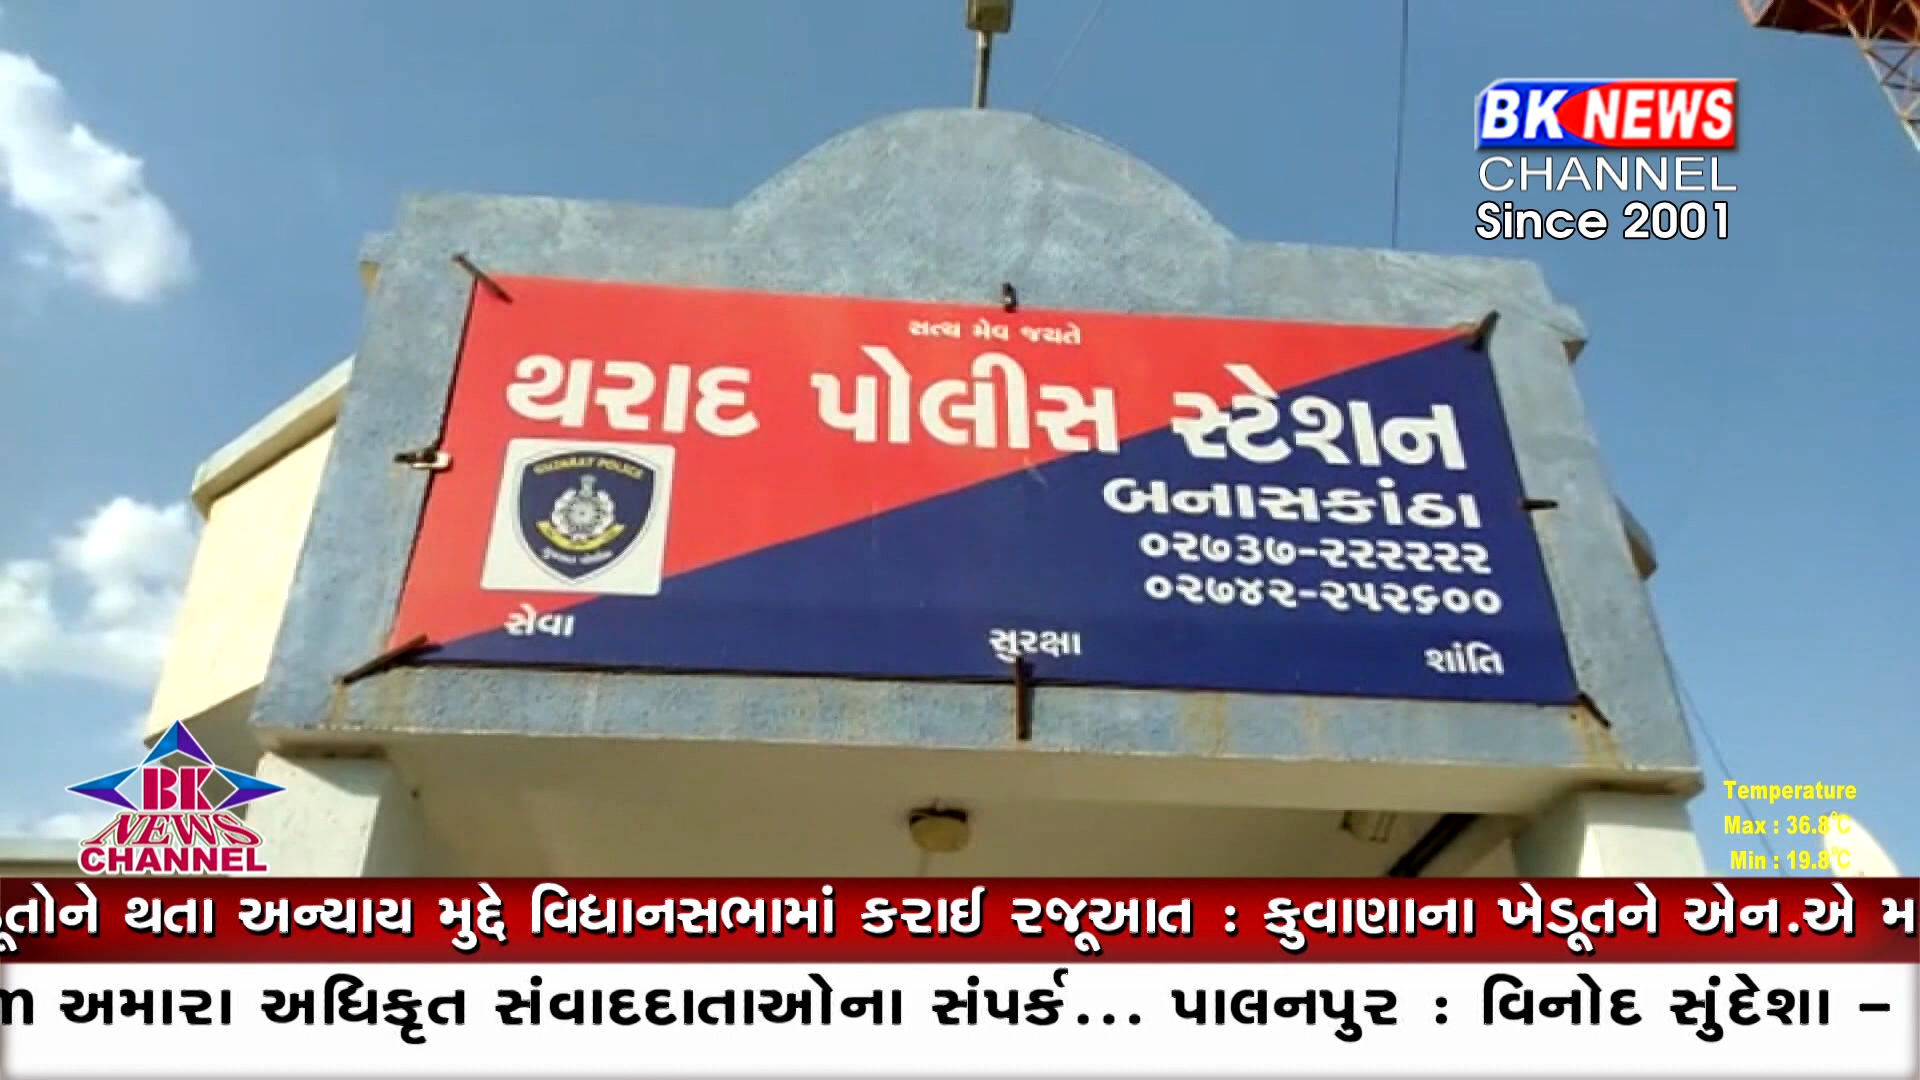 BK NEWS
CHANNEL
Since 2001
સત્ય મેવ જયતે
થરાદ પોલીસ સ્ટેશન
GUJARAT POLICE
બનાસકાંઠા
૦૨૭૩૭-૨૨૨૨૨૨
૦૨૭૪૨-૨૫૨૬૦૦
સેવા
સુરક્ષા
શાંતિ
BK
NEWS
CHANNEL
Temperature
Max : 36.8°C
Min : 19.8°C
થતા અન્યાય મુદ્દે વિધાનસભામાં કરાઈ રજૂઆત : કુવાણાના ખેડૂતને એન.એ
અમારા અધિકૃત સંવાદદાતાઓના સંપર્ક... પાલનપુર : વિનોદ સુંદેશા –